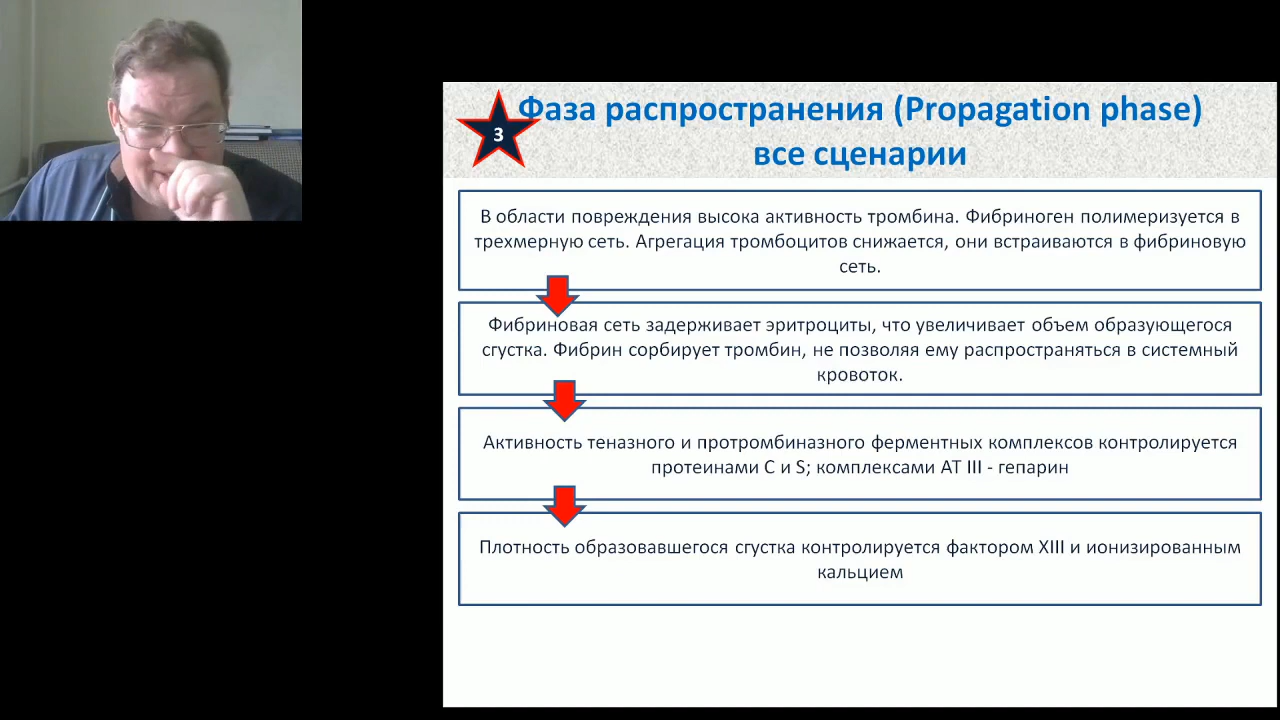 3
Фаза распространения (Propagation phase)
все сценарии
В области повреждения высока активность тромбина. Фибриноген полимеризуется в
трехмерную сеть. Агрегация тромбоцитов снижается, они встраиваются в фибриновую
сеть.
Фибриновая сеть задерживает эритроциты, что увеличивает объем образующегося
сгустка. Фибрин сорбирует тромбин, не позволяя ему распространяться в системный
кровоток.
Активность теназного и протромбиназного ферментных комплексов контролируется
протеинами С и S; комплексами АТ III - гепарин
Плотность образовавшегося сгустка контролируется фактором XIII и ионизированным
кальцием